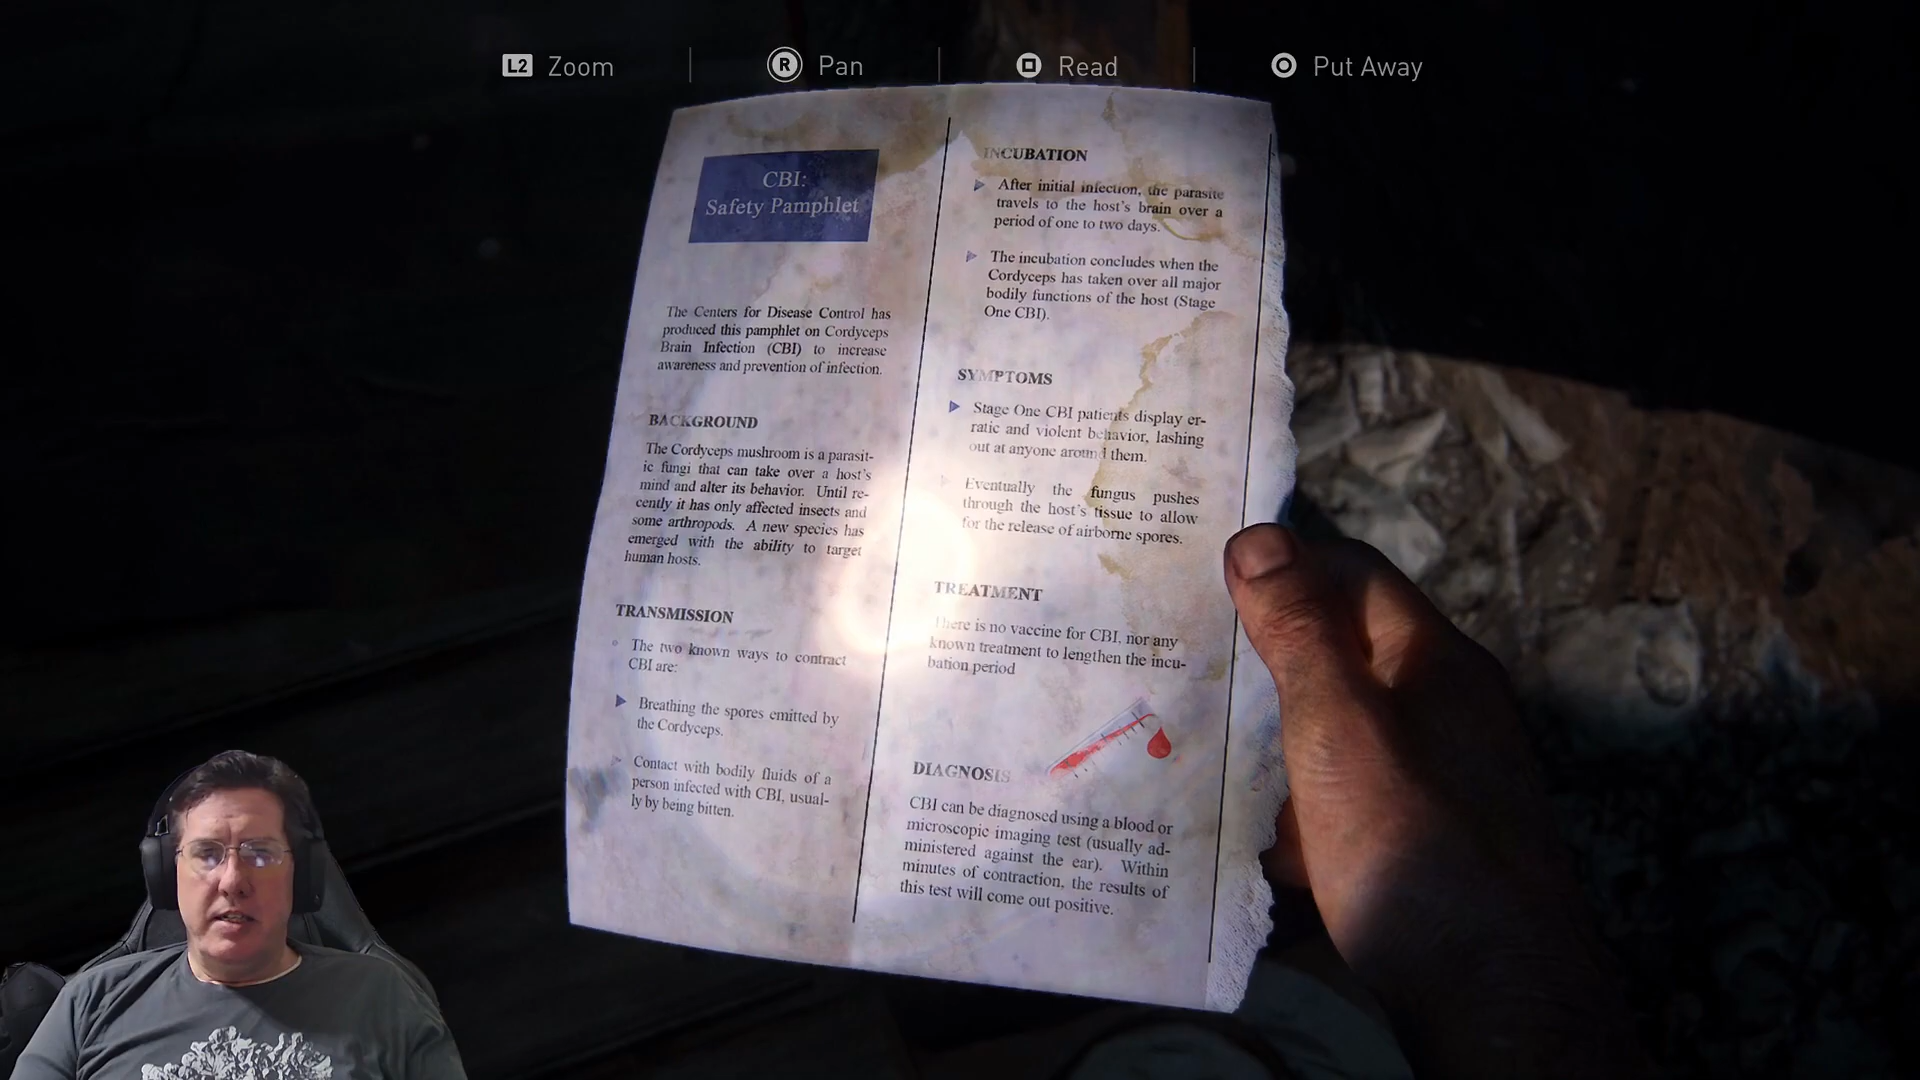 L2 Zoom
R Pan
Read
Put Away
CBI:
Safety Pamphlet
The Centers for Disease Control has
produced this pamphlet on Cordyceps
Brain Infection (CBI) to increase
awareness and prevention of infection.
BACKGROUND
The Cordyceps mushroom is a parasit-
ic fungi that can take over a host's
mind and alter its behavior. Until re-
cently it has only affected insects and
some arthropods. A new species has
emerged with the ability to target
human hosts.
TRANSMISSION
The two known ways to contract
CBI are:
Breathing the spores emitted by
the Cordyceps.
Contact with bodily fluids of a
person infected with CBI, usual-
ly by being bitten.
INCUBATION
After initial infection, the parasite
travels to the host's brain over a
period of one to two days.
The incubation concludes when the
Cordyceps has taken over all major
bodily functions of the host (Stage
One CBI).
SYMPTOMS
Stage One CBI patients display er-
ratic and violent behavior, lashing
out at anyone around them.
Eventually the fungus pushes
through the host's tissue to allow
for the release of airborne spores.
TREATMENT
There is no vaccine for CBI, nor any
known treatment to lengthen the incu-
bation period
DIAGNOSIS
CBI can be diagnosed using a blood or
microscopic imaging test (usually ad-
ministered against the ear). Within
minutes of contraction, the results of
this test will come out positive.